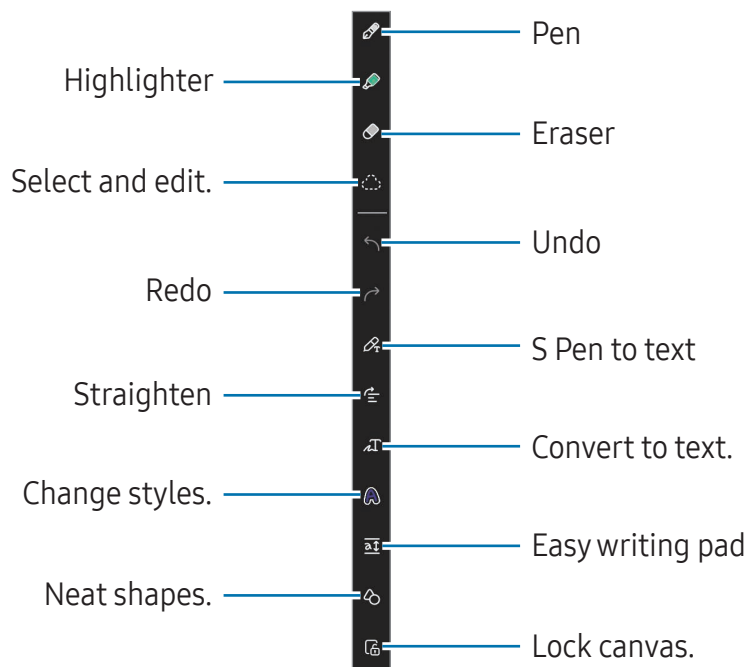 Pen
Highlighter
Eraser
Select and edit.
Undo
Redo
S Pen to text
Straighten
Convert to text.
Change styles.
Easy writing pad
Neat shapes.
Lock canvas.